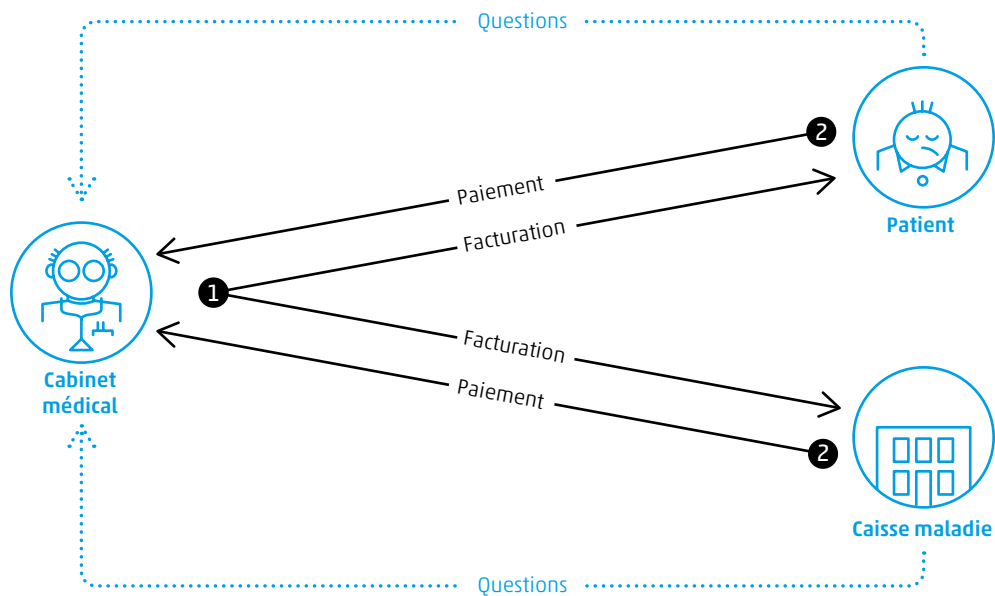 Questions
2
Paiement
Patient
Facturation
1
Cabinet
médical
Facturation
Paiement
2
Caisse maladie
Questions